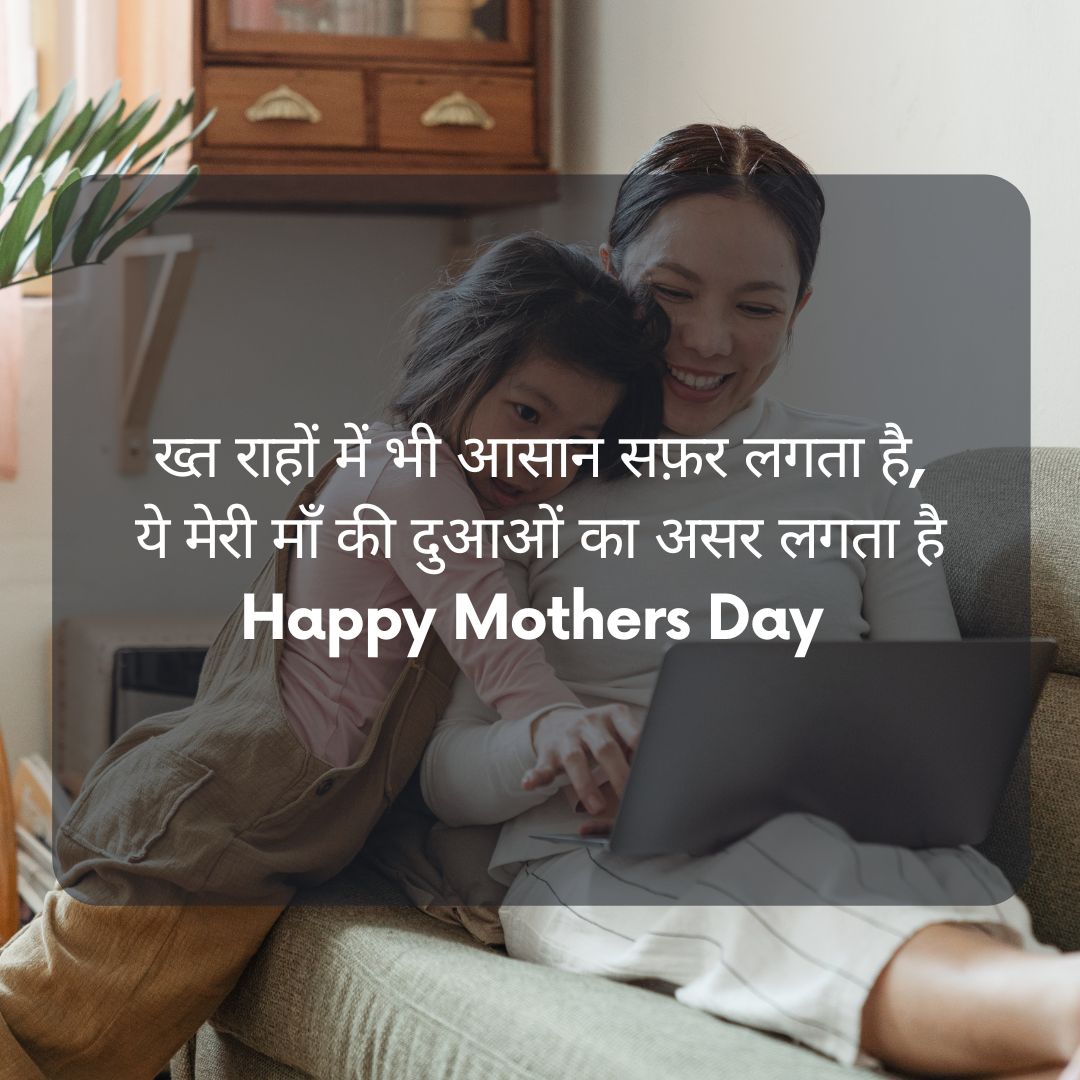 ख्त राहों में भी आसान सफ़र लगता है,
ये मेरी माँ की दुआओं का असर लगता है
Happy Mothers Day